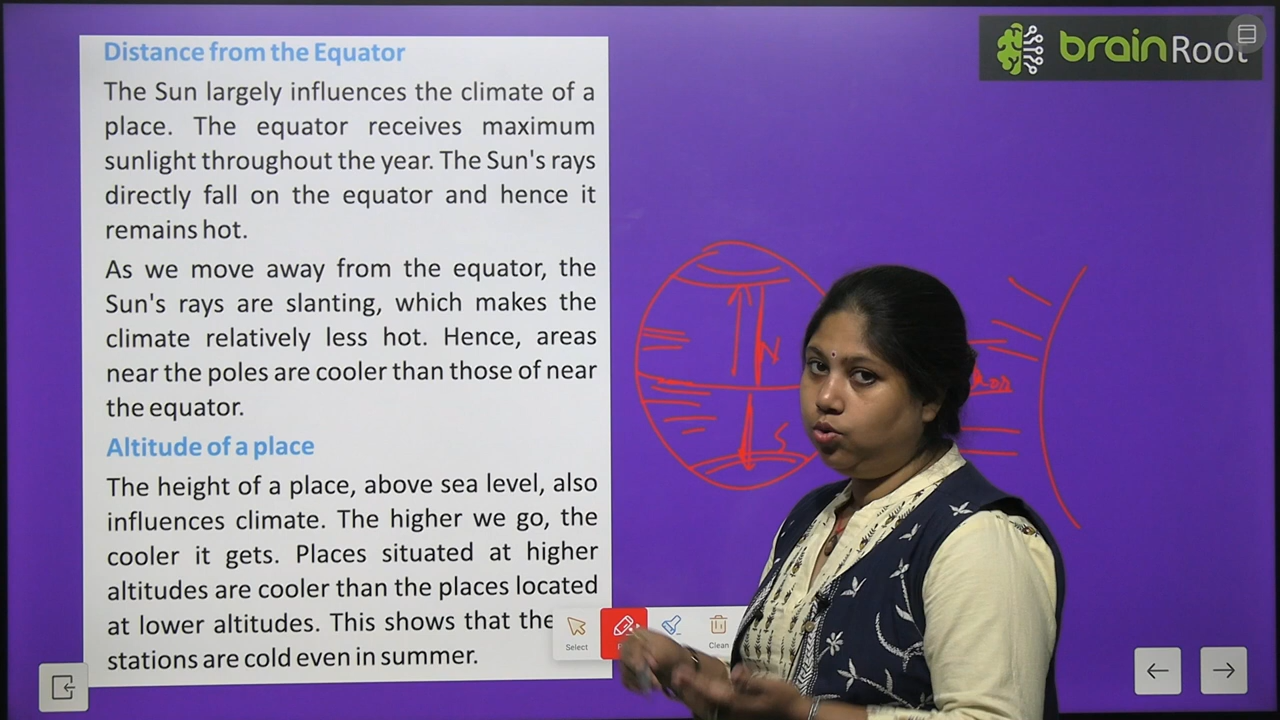 Distance from the Equator
The Sun largely influences the climate of a
place. The equator receives maximum
sunlight throughout the year. The Sun's rays
directly fall on the equator and hence it
remains hot.
As we move away from the equator, the
Sun's rays are slanting, which makes the
climate relatively less hot. Hence, areas
near the poles are cooler than those of near
the equator.
Altitude of a place
The height of a place, above sea level, also
influences climate. The higher we go, the
cooler it gets. Places situated at higher
altitudes are cooler than the places located
at lower altitudes. This shows that the
stations are cold even in summer.
brainRoot
N
S
Select
Clean